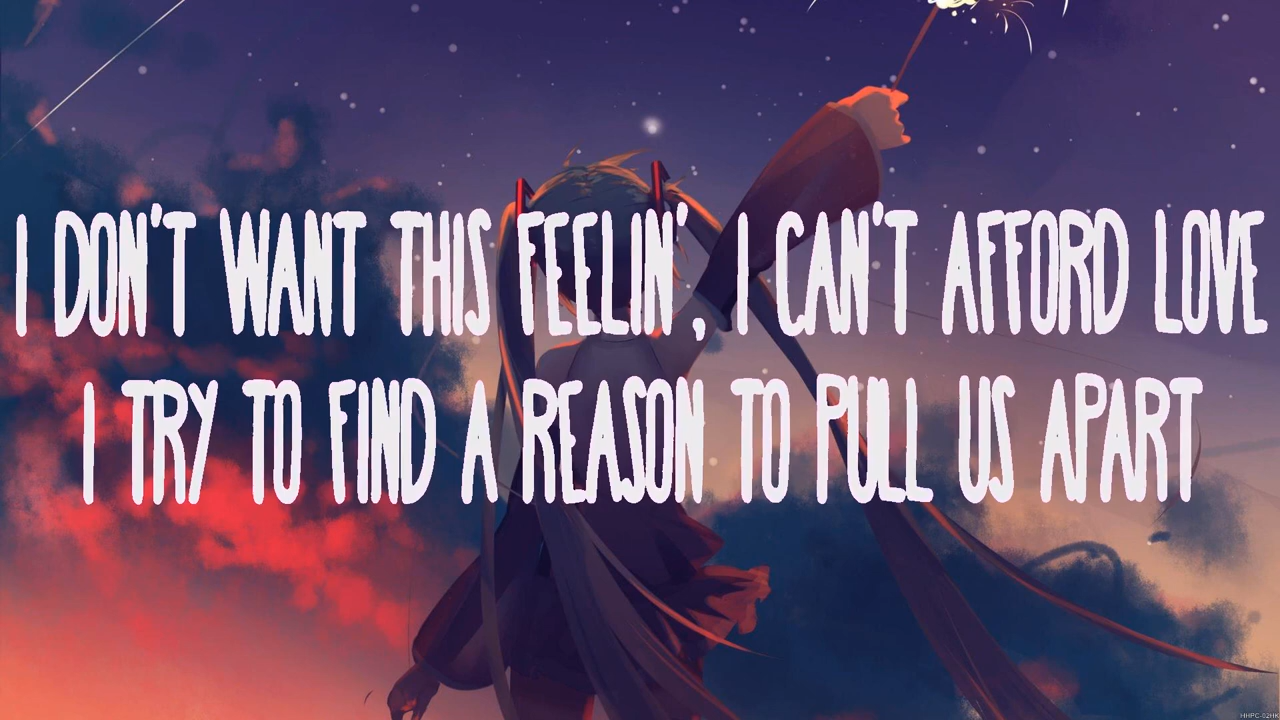 I DON'T WANT THIS FEELIN', I CAN'T AFFORD LOVE
I TRY TO FIND A REASON TO PULL US APART